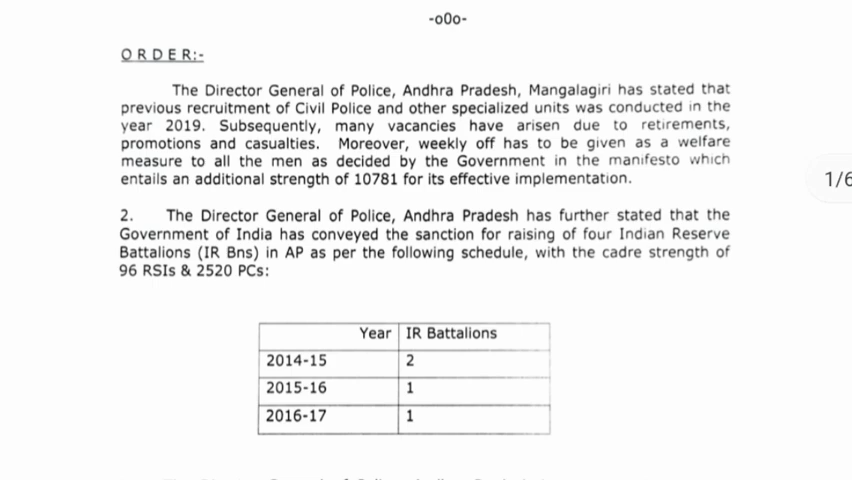 -o0o-
O R D E R:-
The Director General of Police, Andhra Pradesh, Mangalagiri has stated that
previous recruitment of Civil Police and other specialized units was conducted in the
year 2019. Subsequently, many vacancies have arisen due to retirements,
promotions and casualties. Moreover, weekly off has to be given as a welfare
measure to all the men as decided by the Government in the manifesto which
entails an additional strength of 10781 for its effective implementation.
1/6
2. The Director General of Police, Andhra Pradesh has further stated that the
Government of India has conveyed the sanction for raising of four Indian Reserve
Battalions (IR Bns) in AP as per the following schedule, with the cadre strength of
96 RSIs & 2520 PCs:
Year IR Battalions
2014-15 2
2015-16 1
2016-17 1